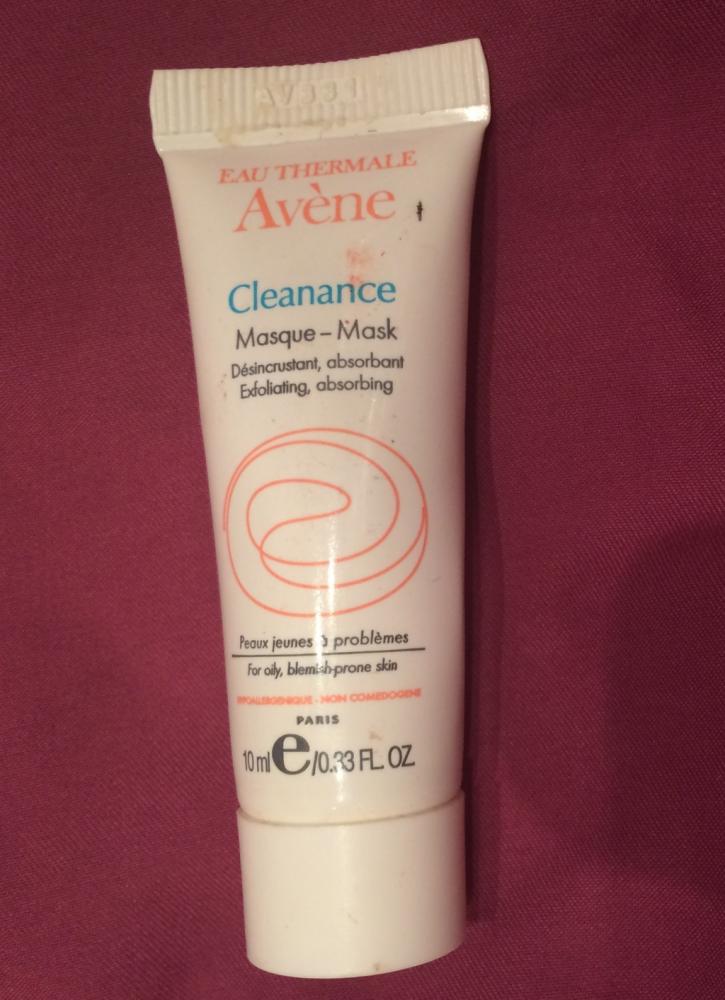 AV331
EAU THERMALE
Avène
Cleanance
Masque – Mask
Désincrustant, absorbant
Exfoliating, absorbing
Peaux jeunes à problèmes
For oily, blemish-prone skin
HYPOALLERGENIQUE - NON COMEDOGENE
PARIS
10 ml e/0.33 FL. OZ.